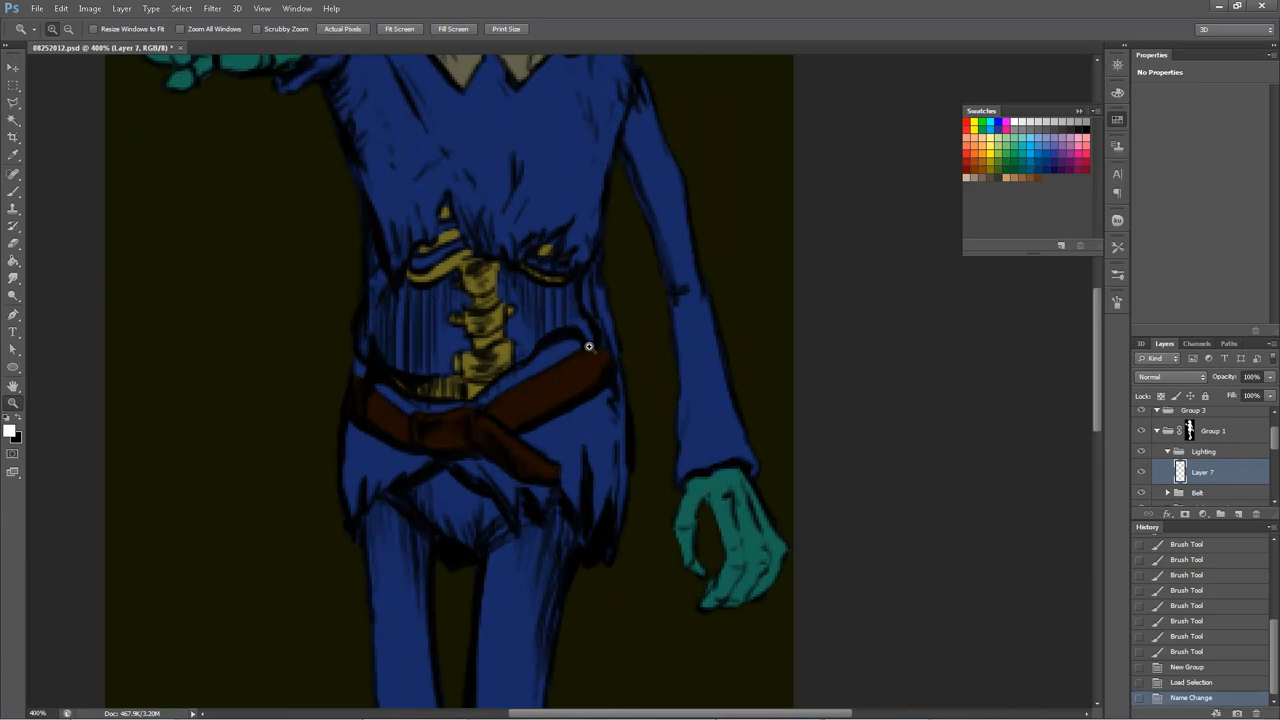 Ps File Edit Image Layer Type Select Filter 3D View Window Help
Resize Windows to Fit Zoom All Windows Scrubby Zoom Actual Pixels Fit Screen Fill Screen Print Size 3D
08252012.psd @ 400% (Layer 7, RGB/8) * ×
Properties
No Properties
Swatches
3D Layers Channels Paths
Kind
Normal Opacity: 100%
Lock: Fill: 100%
Group 3
Group 1
Lighting
Layer 7
Belt
History
Brush Tool
Brush Tool
Brush Tool
Brush Tool
Brush Tool
Brush Tool
Brush Tool
Brush Tool
New Group
Load Selection
Name Change
400% Doc: 467.9K/3.20M